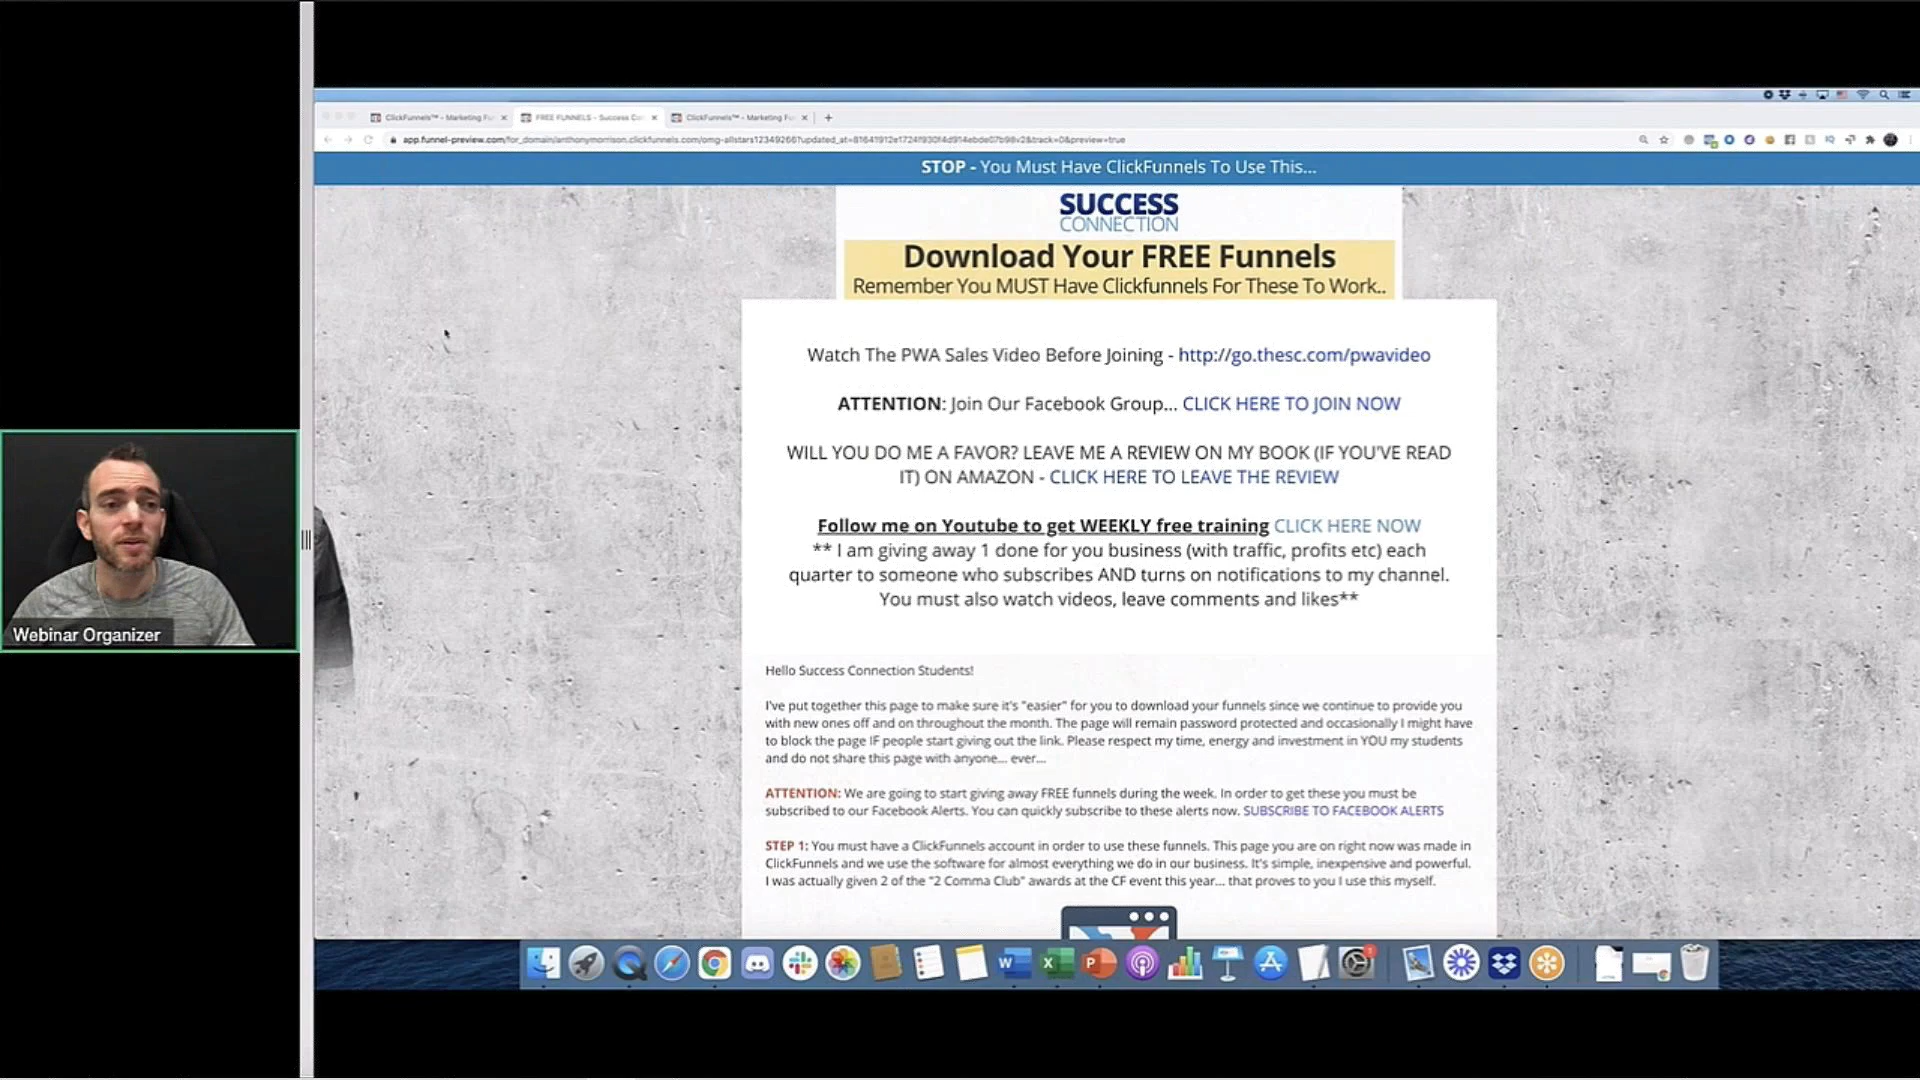 ClickFunnels™ - Marketing Fu
FREE FUNNELS - Success Co
ClickFunnels™ - Marketing Fu
STOP - You Must Have ClickFunnels To Use This...
SUCCESS
CONNECTION
Download Your FREE Funnels
Remember You MUST Have Clickfunnels For These To Work..
Watch The PWA Sales Video Before Joining - http://go.thesc.com/pwavideo
ATTENTION: Join Our Facebook Group... CLICK HERE TO JOIN NOW
WILL YOU DO ME A FAVOR? LEAVE ME A REVIEW ON MY BOOK (IF YOU'VE READ
IT) ON AMAZON - CLICK HERE TO LEAVE THE REVIEW
Follow me on Youtube to get WEEKLY free training CLICK HERE NOW
** I am giving away 1 done for you business (with traffic, profits etc) each
quarter to someone who subscribes AND turns on notifications to my channel.
You must also watch videos, leave comments and likes**
Webinar Organizer
Hello Success Connection Students!
I've put together this page to make sure it's "easier" for you to download your funnels since we continue to provide you
with new ones off and on throughout the month. The page will remain password protected and occasionally I might have
to block the page IF people start giving out the link. Please respect my time, energy and investment in YOU my students
and do not share this page with anyone... ever...
ATTENTION: We are going to start giving away FREE funnels during the week. In order to get these you must be
subscribed to our Facebook Alerts. You can quickly subscribe to these alerts now. SUBSCRIBE TO FACEBOOK ALERTS
STEP 1: You must have a ClickFunnels account in order to use these funnels. This page you are on right now was made in
ClickFunnels and we use the software for almost everything we do in our business. It's simple, inexpensive and powerful.
I was actually given 2 of the "2 Comma Club" awards at the CF event this year... that proves to you I use this myself.